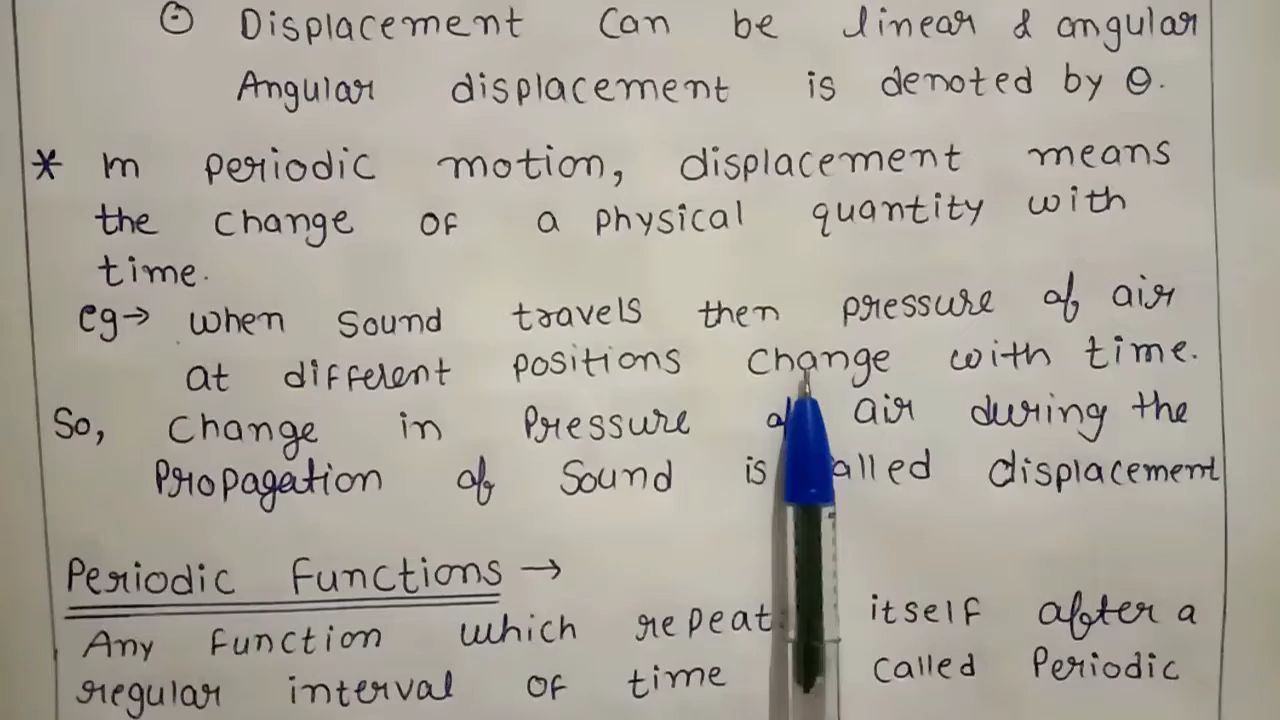 ⊙ Displacement can be linear & angular
Angular displacement is denoted by θ.
* In periodic motion, displacement means
the change of a physical quantity with
time.
eg→ when sound travels then pressure of air
at different positions change with time.
So, change in pressure of air during the
Propagation of sound is called displacement
Periodic Functions →
Any function which repeat itself after a
regular interval of time called Periodic